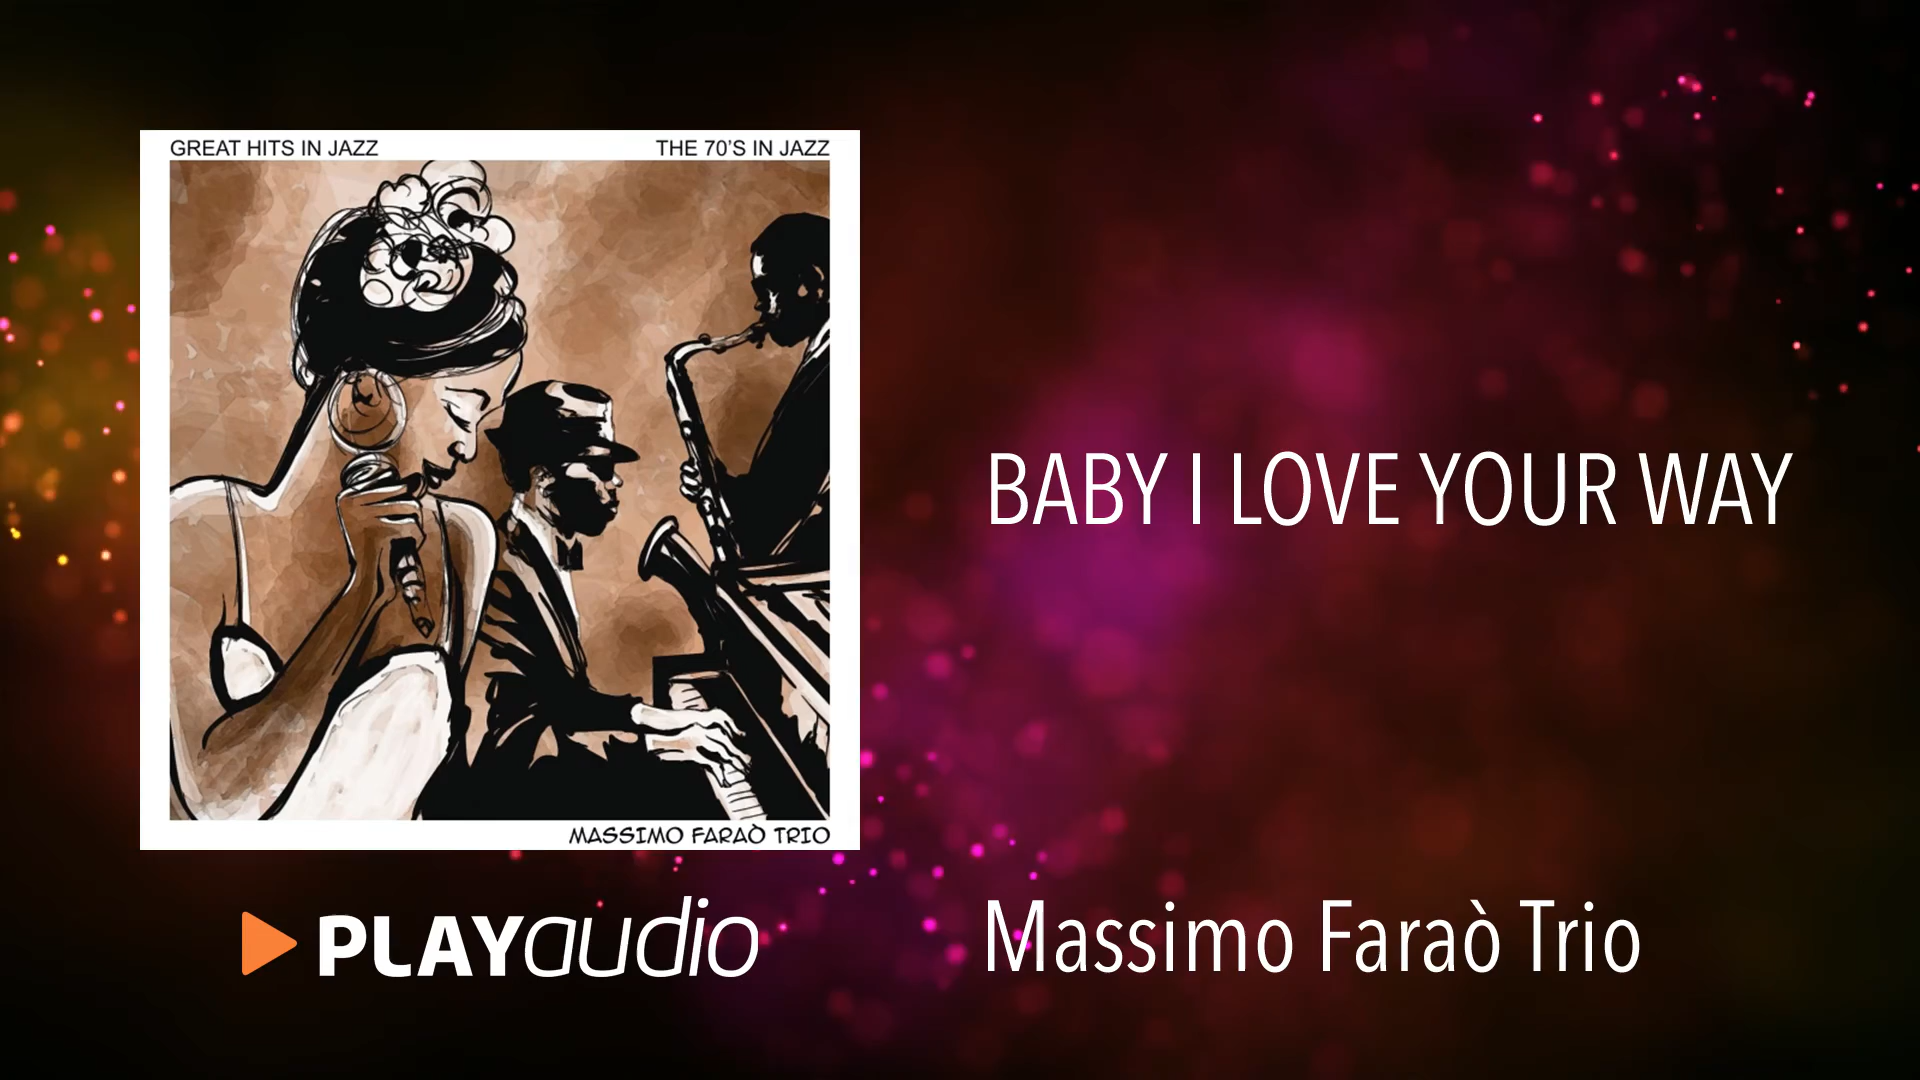 GREAT HITS IN JAZZ
THE 70'S IN JAZZ
MASSIMO FARAÒ TRIO
BABY I LOVE YOUR WAY
PLAYaudio
Massimo Faraò Trio